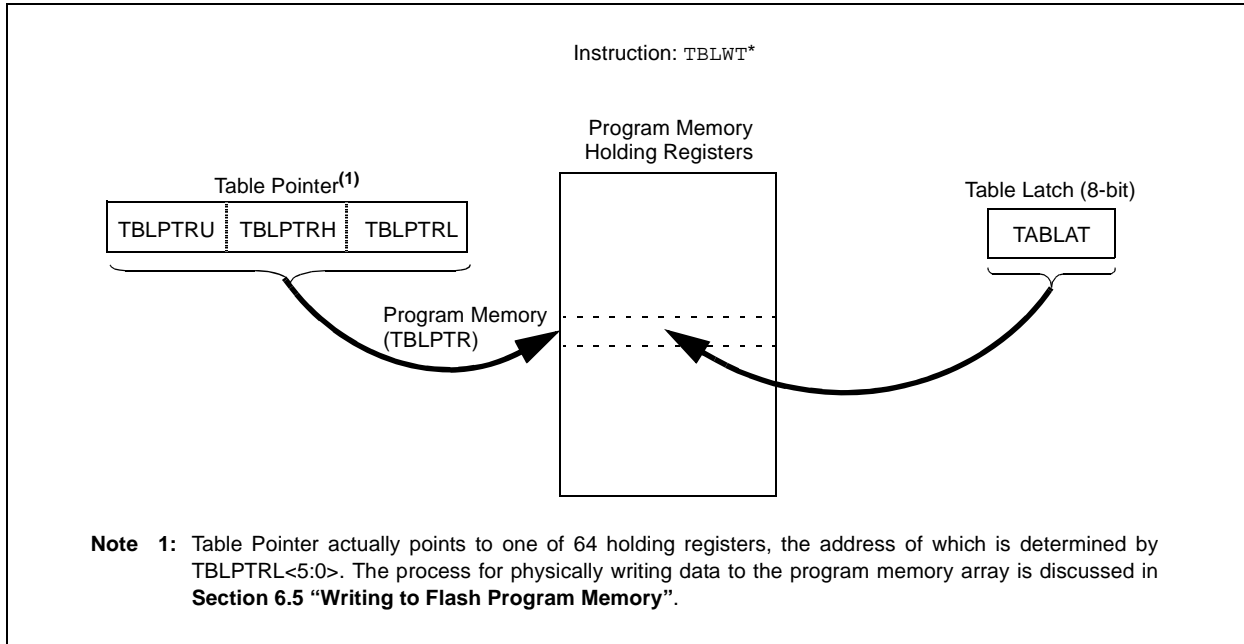 Instruction: TBLWT*
Program Memory
Holding Registers
Table Pointer(1)
Table Latch (8-bit)
TBLPTRU TBLPTRH TBLPTRL
TABLAT
Program Memory
(TBLPTR)
Note 1: Table Pointer actually points to one of 64 holding registers, the address of which is determined by
TBLPTRL<5:0>. The process for physically writing data to the program memory array is discussed in
Section 6.5 “Writing to Flash Program Memory”.